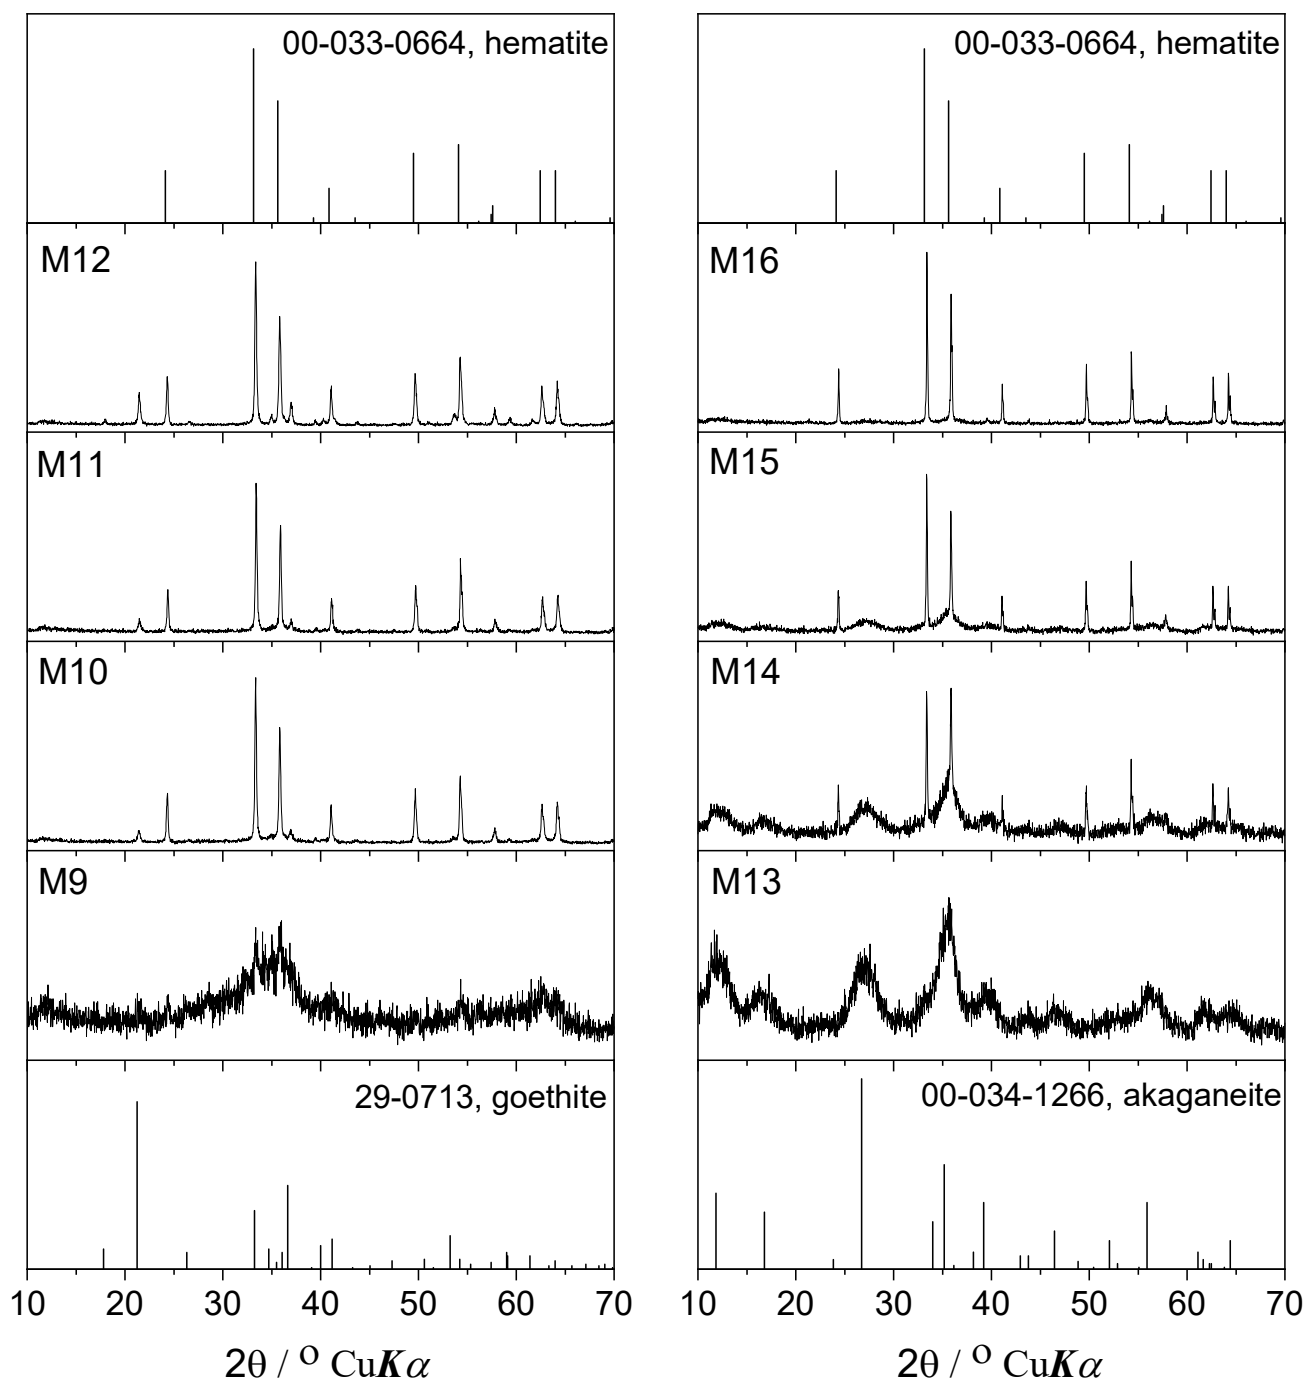 00-033-0664, hematite
M12
M11
M10
M9
29-0713, goethite
10 20 30 40 50 60 70
2θ / O CuKα
00-033-0664, hematite
M16
M15
M14
M13
00-034-1266, akaganeite
10 20 30 40 50 60 70
2θ / O CuKα